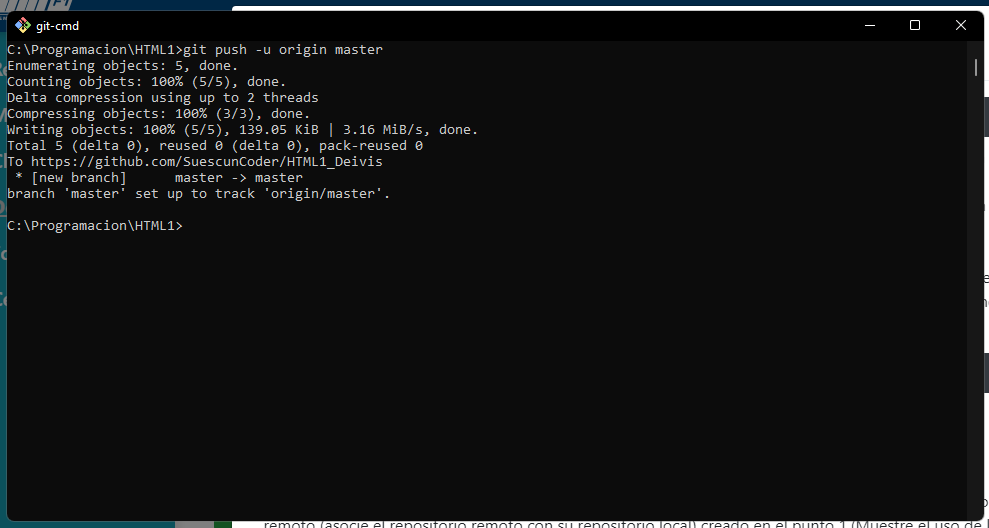 git-cmd
C:\Programacion\HTML1>git push -u origin master
Enumerating objects: 5, done.
Counting objects: 100% (5/5), done.
Delta compression using up to 2 threads
Compressing objects: 100% (3/3), done.
Writing objects: 100% (5/5), 139.05 KiB | 3.16 MiB/s, done.
Total 5 (delta 0), reused 0 (delta 0), pack-reused 0
To https://github.com/SuescunCoder/HTML1_Deivis
 * [new branch]      master -> master
branch 'master' set up to track 'origin/master'.
C:\Programacion\HTML1>
remoto (asocie el repositorio remoto con su repositorio local) creado en el punto 1 (Muestre el uso de